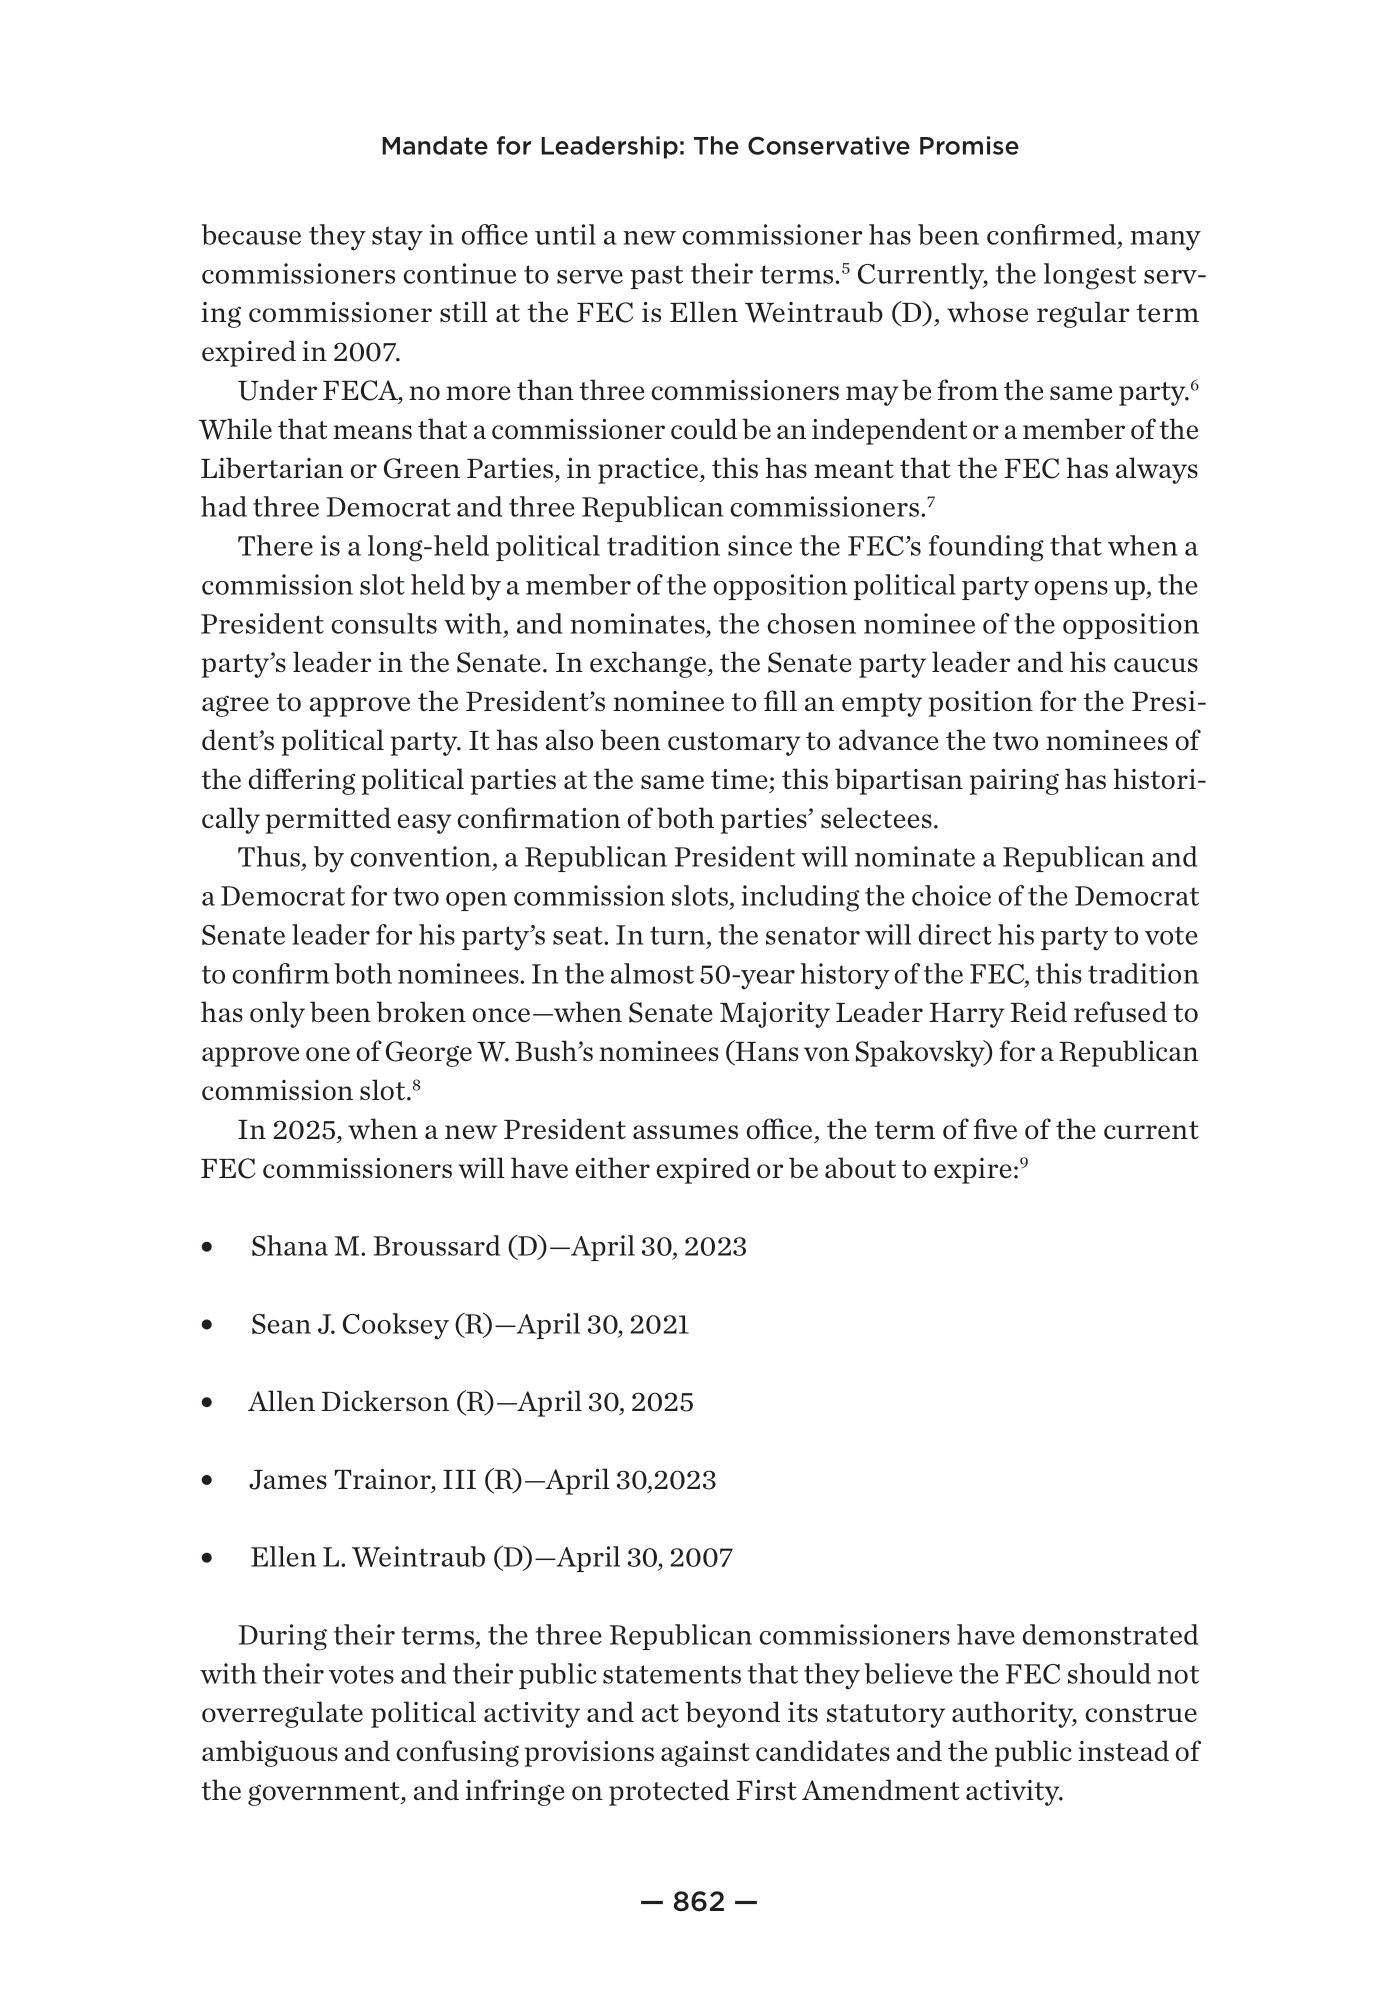 Mandate for Leadership: The Conservative Promise
because they stay in office until a new commissioner has been confirmed, many
commissioners continue to serve past their terms.5 Currently, the longest serv-
ing commissioner still at the FEC is Ellen Weintraub (D), whose regular term
expired in 2007.
Under FECA, no more than three commissioners may be from the same party.6
While that means that a commissioner could be an independent or a member of the
Libertarian or Green Parties, in practice, this has meant that the FEC has always
had three Democrat and three Republican commissioners.7
There is a long-held political tradition since the FEC’s founding that when a
commission slot held by a member of the opposition political party opens up, the
President consults with, and nominates, the chosen nominee of the opposition
party’s leader in the Senate. In exchange, the Senate party leader and his caucus
agree to approve the President’s nominee to fill an empty position for the Presi-
dent’s political party. It has also been customary to advance the two nominees of
the differing political parties at the same time; this bipartisan pairing has histori-
cally permitted easy confirmation of both parties’ selectees.
Thus, by convention, a Republican President will nominate a Republican and
a Democrat for two open commission slots, including the choice of the Democrat
Senate leader for his party’s seat. In turn, the senator will direct his party to vote
to confirm both nominees. In the almost 50-year history of the FEC, this tradition
has only been broken once—when Senate Majority Leader Harry Reid refused to
approve one of George W. Bush’s nominees (Hans von Spakovsky) for a Republican
commission slot.8
In 2025, when a new President assumes office, the term of five of the current
FEC commissioners will have either expired or be about to expire:9
• Shana M. Broussard (D)—April 30, 2023
• Sean J. Cooksey (R)—April 30, 2021
• Allen Dickerson (R)—April 30, 2025
• James Trainor, III (R)—April 30,2023
• Ellen L. Weintraub (D)—April 30, 2007
During their terms, the three Republican commissioners have demonstrated
with their votes and their public statements that they believe the FEC should not
overregulate political activity and act beyond its statutory authority, construe
ambiguous and confusing provisions against candidates and the public instead of
the government, and infringe on protected First Amendment activity.
— 862 —